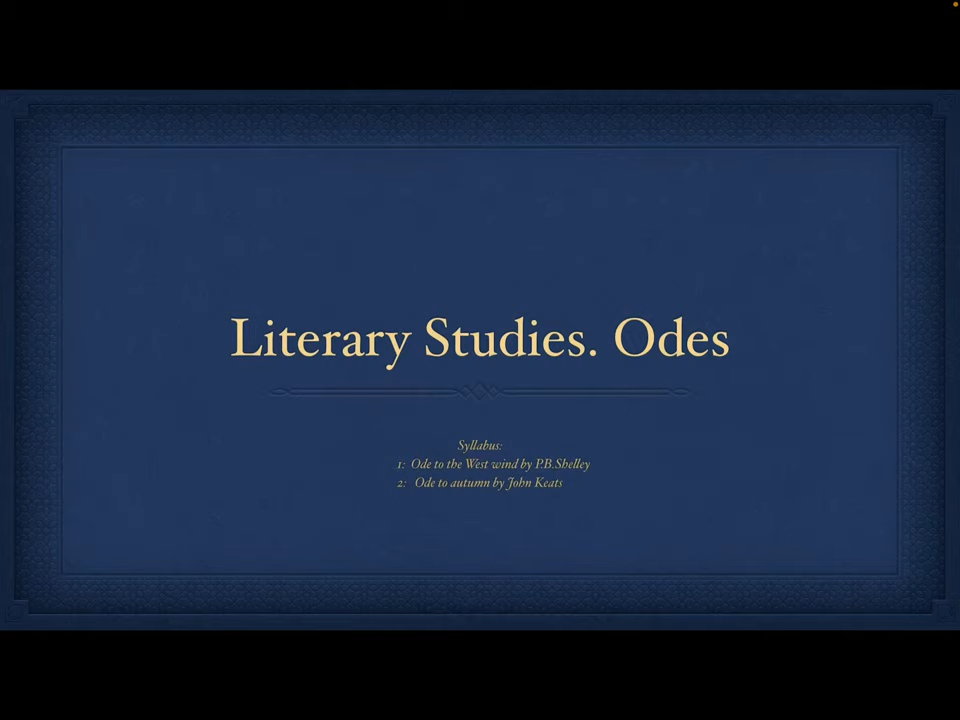 Literary Studies. Odes
Syllabus:
1: Ode to the West wind by P.B.Shelley
2: Ode to autumn by John Keats